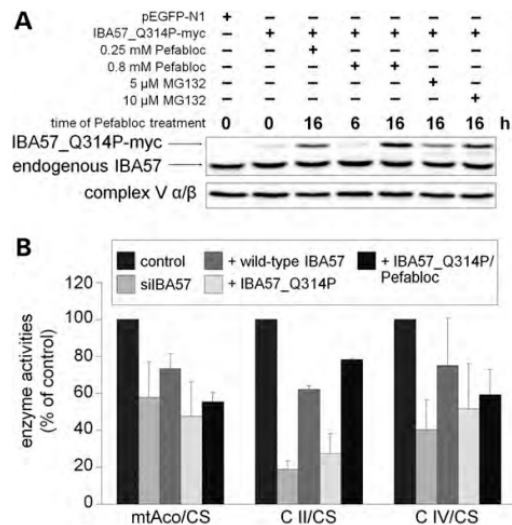 A
pEGFP-N1 + – – – – – –
IBA57_Q314P-myc – + + + + + +
0.25 mM Pefabloc – – + – – – –
0.8 mM Pefabloc – – – + + – –
5 µM MG132 – – – – – + –
10 µM MG132 – – – – – – +
time of Pefabloc treatment 0 0 16 6 16 16 16 h
IBA57_Q314P-myc
endogenous IBA57
complex V α/β
B
control + wild-type IBA57 + IBA57_Q314P/
siIBA57 + IBA57_Q314P Pefabloc
enzyme activities
(% of control)
120
100
80
60
40
20
0
mtAco/CS C II/CS C IV/CS